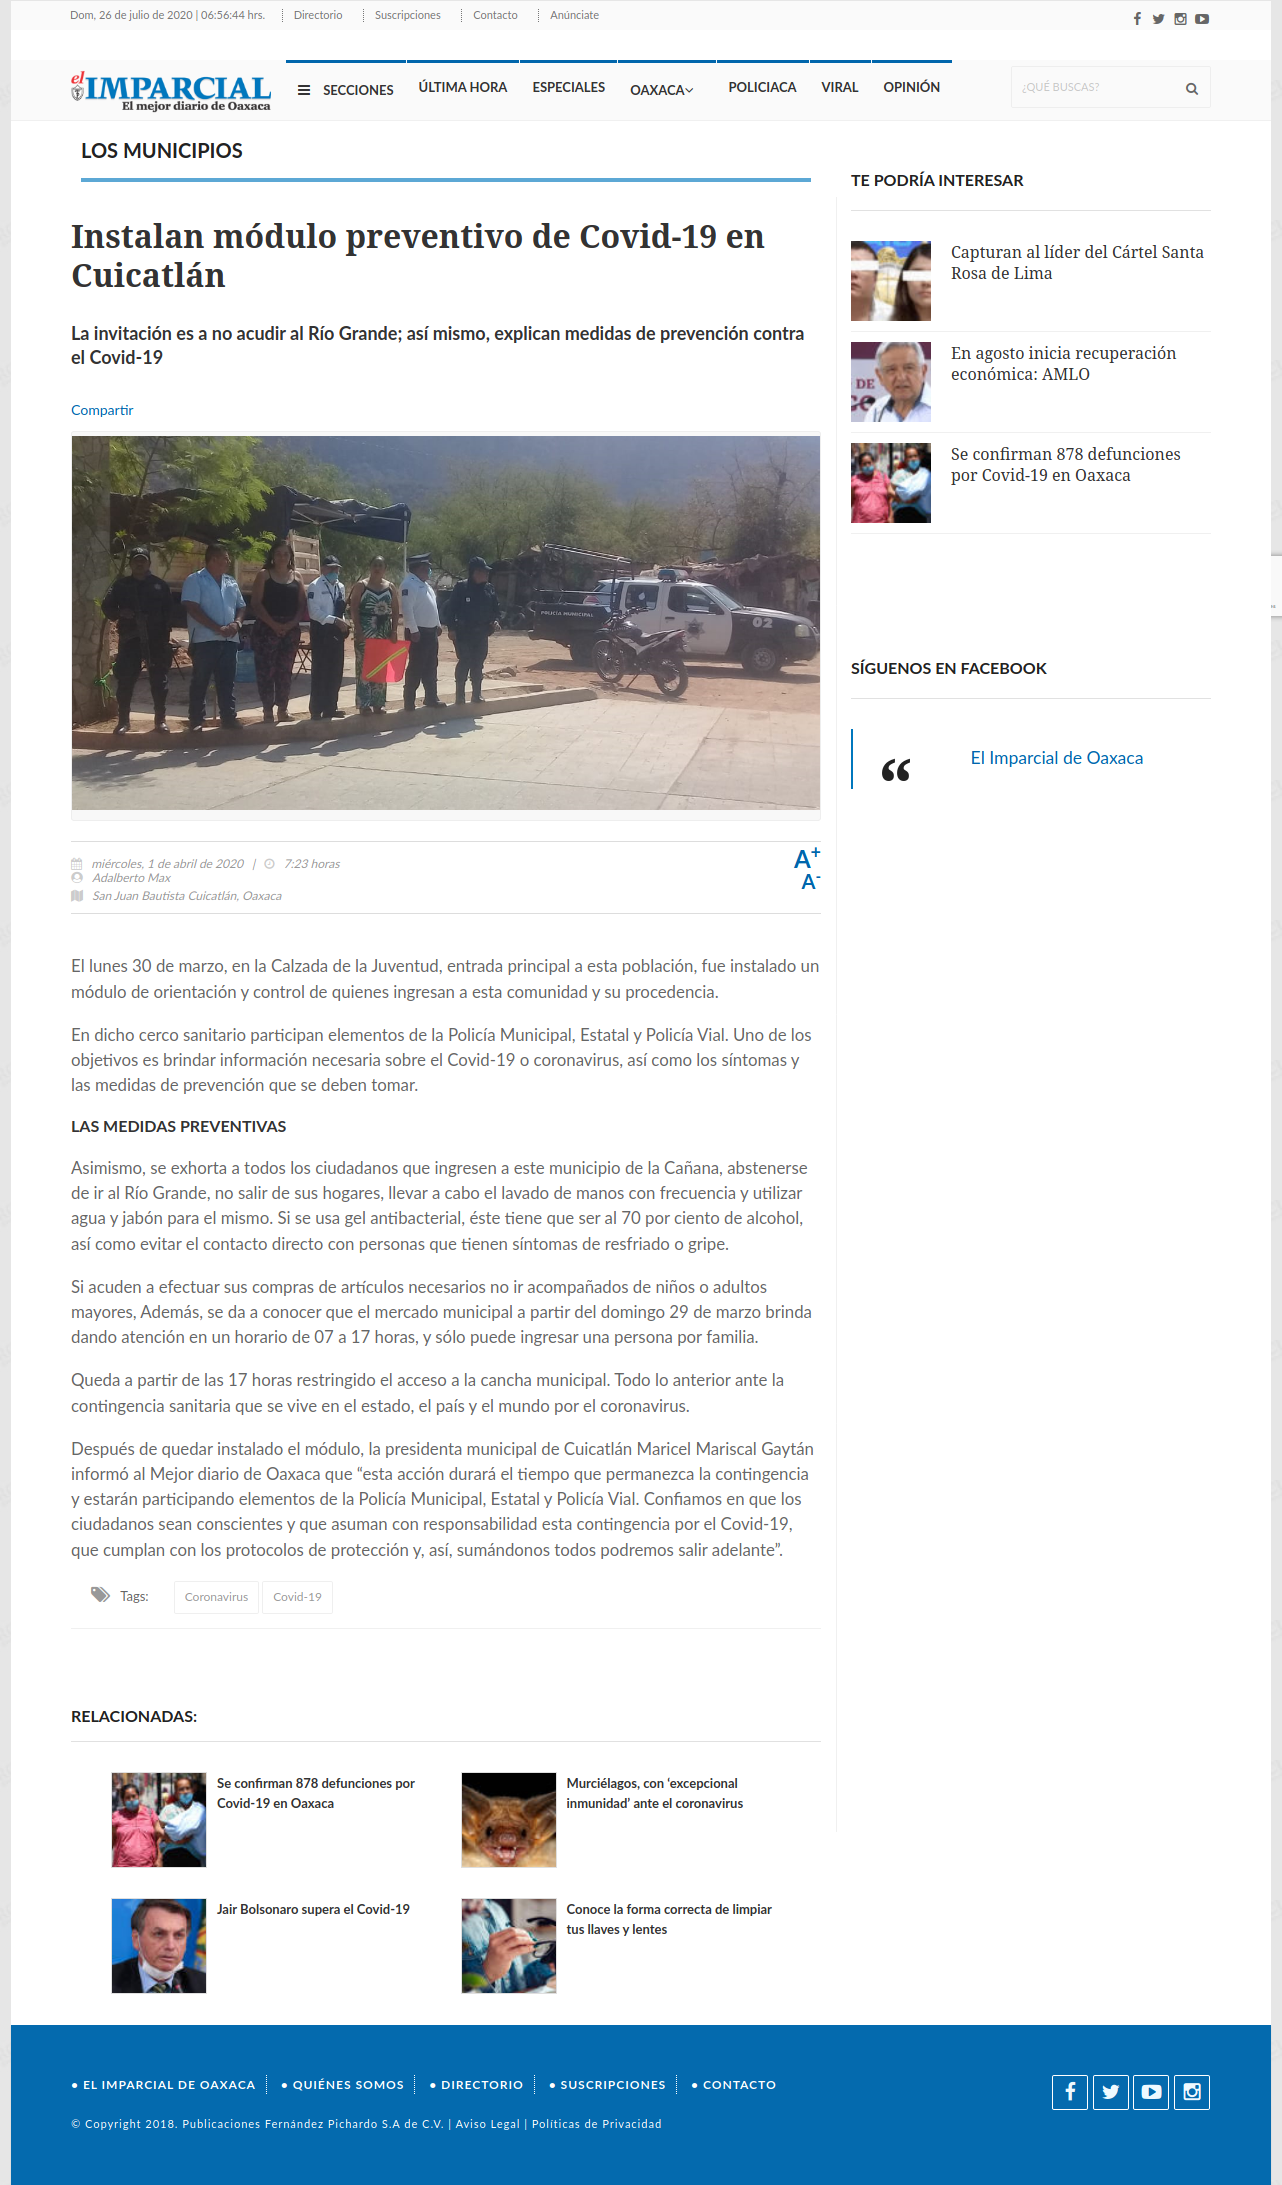 Dom, 26 de julio de 2020 | 06:56:44 hrs.
Directorio
Suscripciones
Contacto
Anúnciate
el IMPARCIAL
El mejor diario de Oaxaca
SECCIONES
ÚLTIMA HORA
ESPECIALES
OAXACA
POLICIACA
VIRAL
OPINIÓN
¿QUÉ BUSCAS?
LOS MUNICIPIOS
Instalan módulo preventivo de Covid-19 en
Cuicatlán
La invitación es a no acudir al Río Grande; así mismo, explican medidas de prevención contra
el Covid-19
Compartir
POLICIA MUNICIPAL
02
miércoles, 1 de abril de 2020 | 7:23 horas
Adalberto Max
San Juan Bautista Cuicatlán, Oaxaca
A+
A-
El lunes 30 de marzo, en la Calzada de la Juventud, entrada principal a esta población, fue instalado un
módulo de orientación y control de quienes ingresan a esta comunidad y su procedencia.
En dicho cerco sanitario participan elementos de la Policía Municipal, Estatal y Policía Vial. Uno de los
objetivos es brindar información necesaria sobre el Covid-19 o coronavirus, así como los síntomas y
las medidas de prevención que se deben tomar.
LAS MEDIDAS PREVENTIVAS
Asimismo, se exhorta a todos los ciudadanos que ingresen a este municipio de la Cañana, abstenerse
de ir al Río Grande, no salir de sus hogares, llevar a cabo el lavado de manos con frecuencia y utilizar
agua y jabón para el mismo. Si se usa gel antibacterial, éste tiene que ser al 70 por ciento de alcohol,
así como evitar el contacto directo con personas que tienen síntomas de resfriado o gripe.
Si acuden a efectuar sus compras de artículos necesarios no ir acompañados de niños o adultos
mayores, Además, se da a conocer que el mercado municipal a partir del domingo 29 de marzo brinda
dando atención en un horario de 07 a 17 horas, y sólo puede ingresar una persona por familia.
Queda a partir de las 17 horas restringido el acceso a la cancha municipal. Todo lo anterior ante la
contingencia sanitaria que se vive en el estado, el país y el mundo por el coronavirus.
Después de quedar instalado el módulo, la presidenta municipal de Cuicatlán Maricel Mariscal Gaytán
informó al Mejor diario de Oaxaca que “esta acción durará el tiempo que permanezca la contingencia
y estarán participando elementos de la Policía Municipal, Estatal y Policía Vial. Confiamos en que los
ciudadanos sean conscientes y que asuman con responsabilidad esta contingencia por el Covid-19,
que cumplan con los protocolos de protección y, así, sumándonos todos podremos salir adelante”.
Tags:
Coronavirus
Covid-19
RELACIONADAS:
Se confirman 878 defunciones por
Covid-19 en Oaxaca
Murciélagos, con ‘excepcional
inmunidad’ ante el coronavirus
Jair Bolsonaro supera el Covid-19
Conoce la forma correcta de limpiar
tus llaves y lentes
TE PODRÍA INTERESAR
Capturan al líder del Cártel Santa
Rosa de Lima
DE
En agosto inicia recuperación
económica: AMLO
Se confirman 878 defunciones
por Covid-19 en Oaxaca
SÍGUENOS EN FACEBOOK
“
El Imparcial de Oaxaca
• EL IMPARCIAL DE OAXACA
• QUIÉNES SOMOS
• DIRECTORIO
• SUSCRIPCIONES
• CONTACTO
© Copyright 2018. Publicaciones Fernández Pichardo S.A de C.V. | Aviso Legal | Políticas de Privacidad